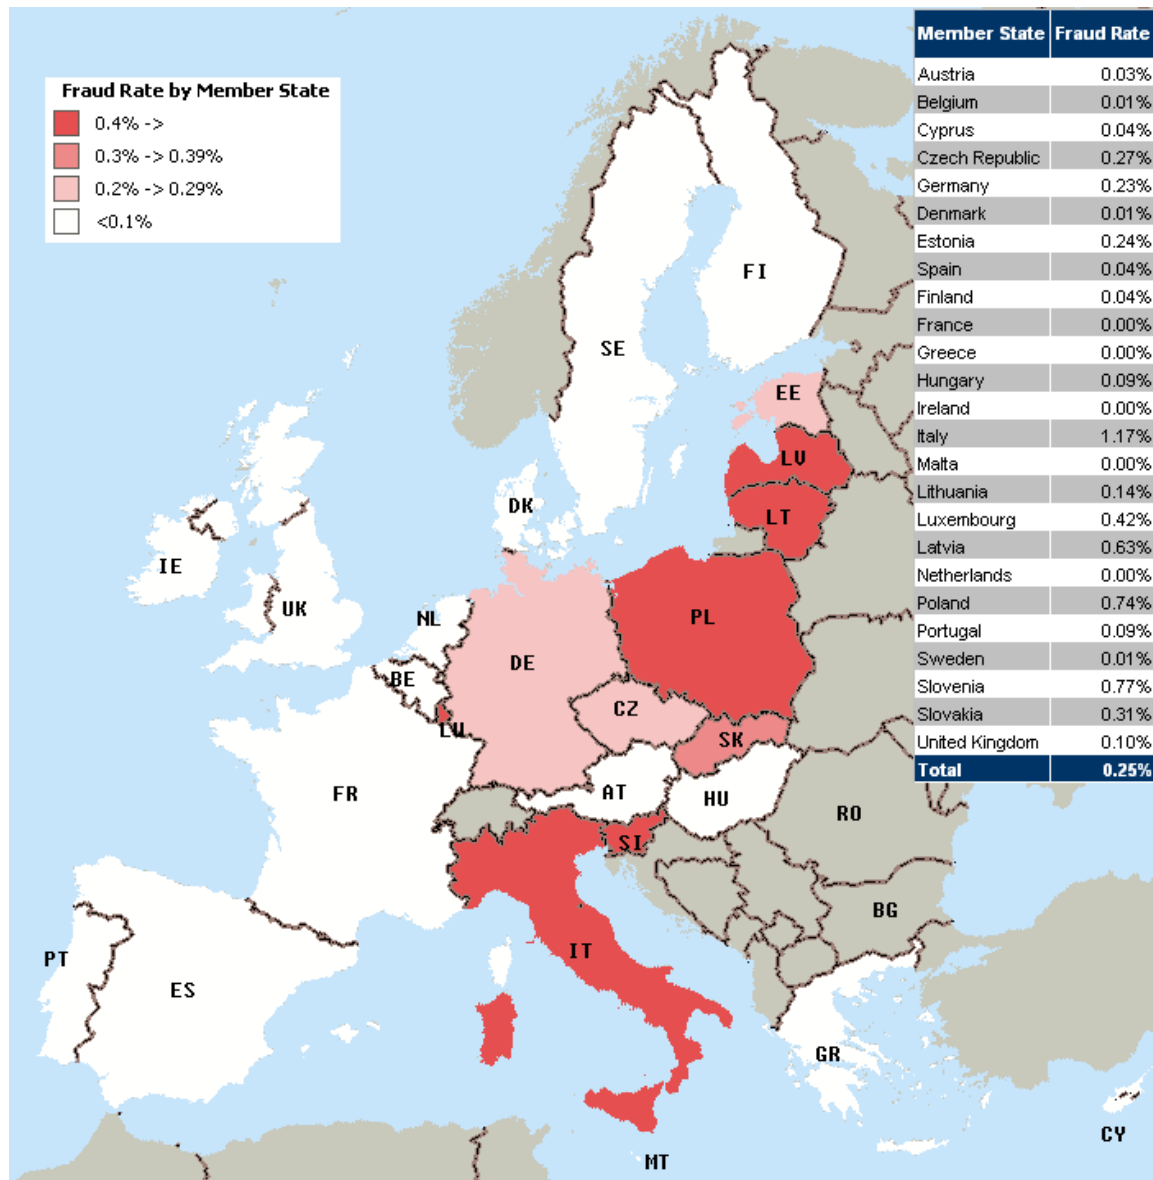 Member State Fraud Rate
Fraud Rate by Member State
0.4% ->
0.3% -> 0.39%
0.2% -> 0.29%
<0.1%
Austria 0.03%
Belgium 0.01%
Cyprus 0.04%
Czech Republic 0.27%
Germany 0.23%
Denmark 0.01%
Estonia 0.24%
Spain 0.04%
Finland 0.04%
France 0.00%
Greece 0.00%
Hungary 0.09%
Ireland 0.00%
Italy 1.17%
Malta 0.00%
Lithuania 0.14%
Luxembourg 0.42%
Latvia 0.63%
Netherlands 0.00%
Poland 0.74%
Portugal 0.09%
Sweden 0.01%
Slovenia 0.77%
Slovakia 0.31%
United Kingdom 0.10%
Total 0.25%
FI
SE
EE
LV
DK
LT
IE
UK
NL
PL
DE
BE
CZ
LU
SK
FR
AT
HU
RO
SI
BG
IT
PT
ES
GR
CY
MT